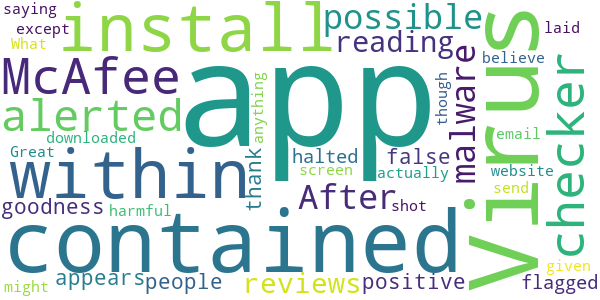 saying
except
What
install
possible
reading
laid
McAfee
alerted
downloaded
Great
within
app
anything
though
believe
malware
Virus
checker
thank
halted
screen
false
actually
email
website
send
After
shot
goodness
harmful
contained
might
appears
people
reviews
positive
given
flagged